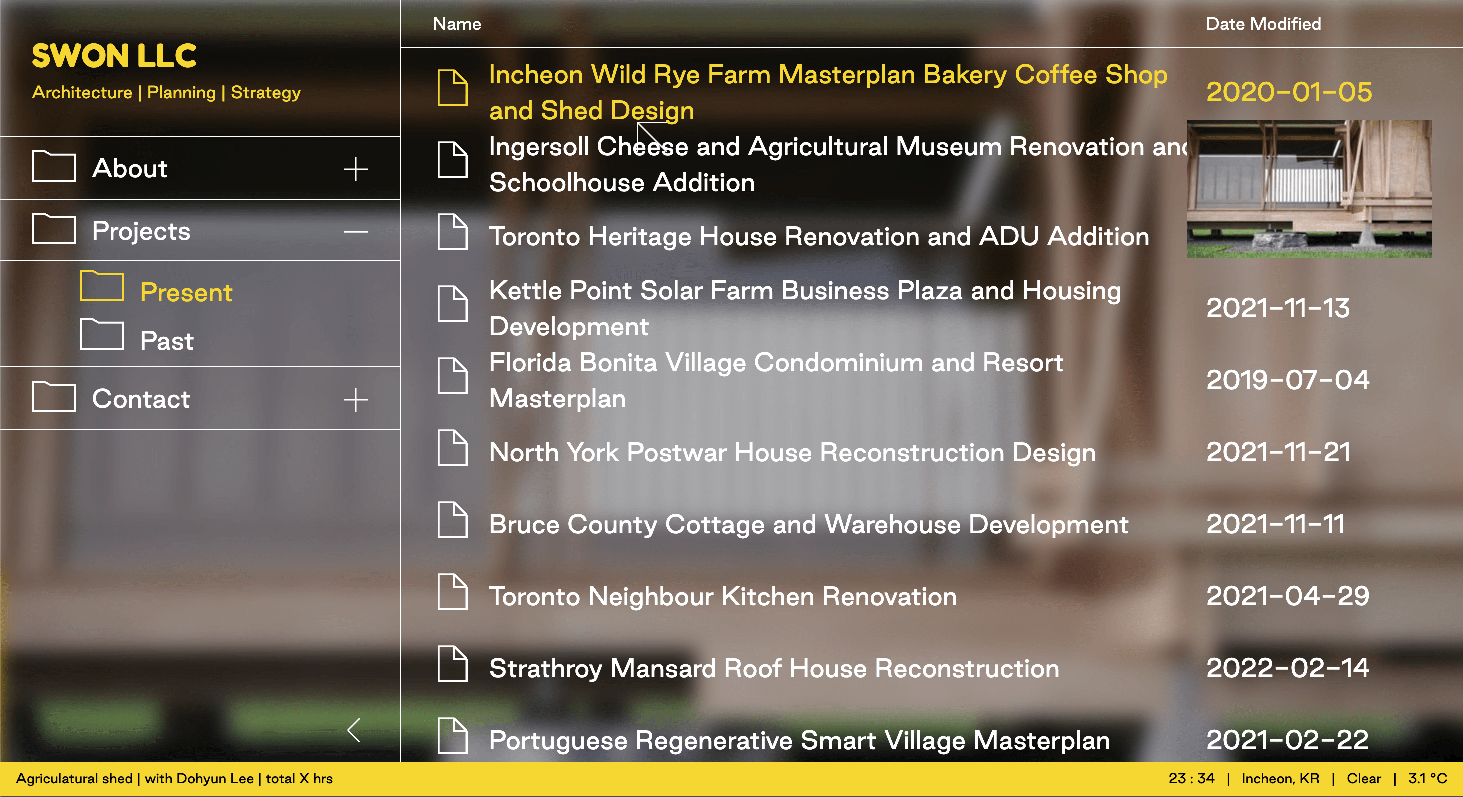 SWON LLC
Architecture | Planning | Strategy
About
Projects
Present
Past
Contact
Name
Date Modified
Incheon Wild Rye Farm Masterplan Bakery Coffee Shop
and Shed Design
2020-01-05
Ingersoll Cheese and Agricultural Museum Renovation and
Schoolhouse Addition
Toronto Heritage House Renovation and ADU Addition
Kettle Point Solar Farm Business Plaza and Housing
Development
2021-11-13
Florida Bonita Village Condominium and Resort
Masterplan
2019-07-04
North York Postwar House Reconstruction Design
2021-11-21
Bruce County Cottage and Warehouse Development
2021-11-11
Toronto Neighbour Kitchen Renovation
2021-04-29
Strathroy Mansard Roof House Reconstruction
2022-02-14
Portuguese Regenerative Smart Village Masterplan
2021-02-22
Agriculatural shed | with Dohyun Lee | total X hrs
23 : 34 | Incheon, KR | Clear | 3.1 °C